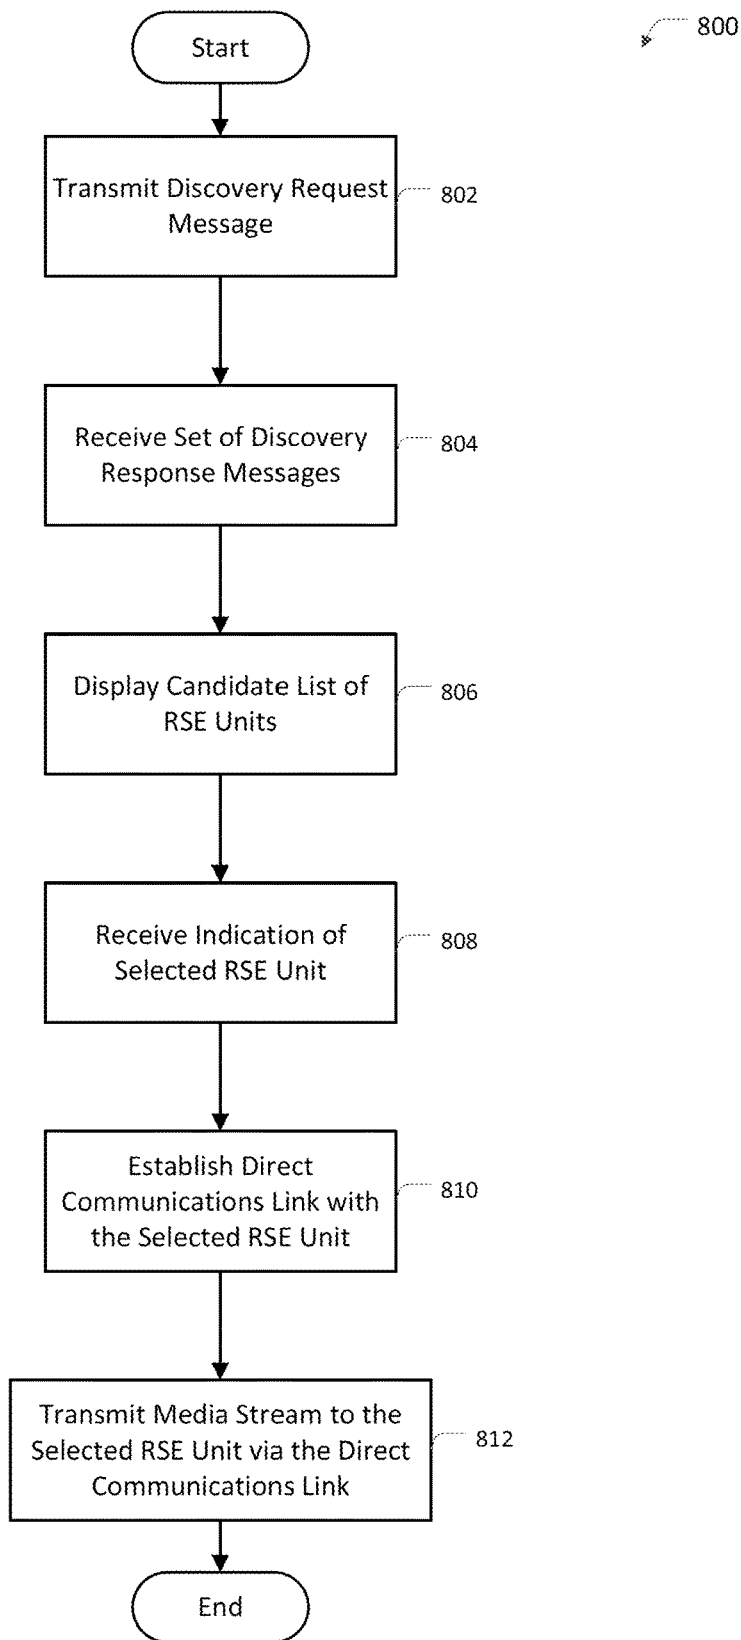 Start
800
Transmit Discovery Request
Message
802
Receive Set of Discovery
Response Messages
804
Display Candidate List of
RSE Units
806
Receive Indication of
Selected RSE Unit
808
Establish Direct
Communications Link with
the Selected RSE Unit
810
Transmit Media Stream to the
Selected RSE Unit via the Direct
Communications Link
812
End